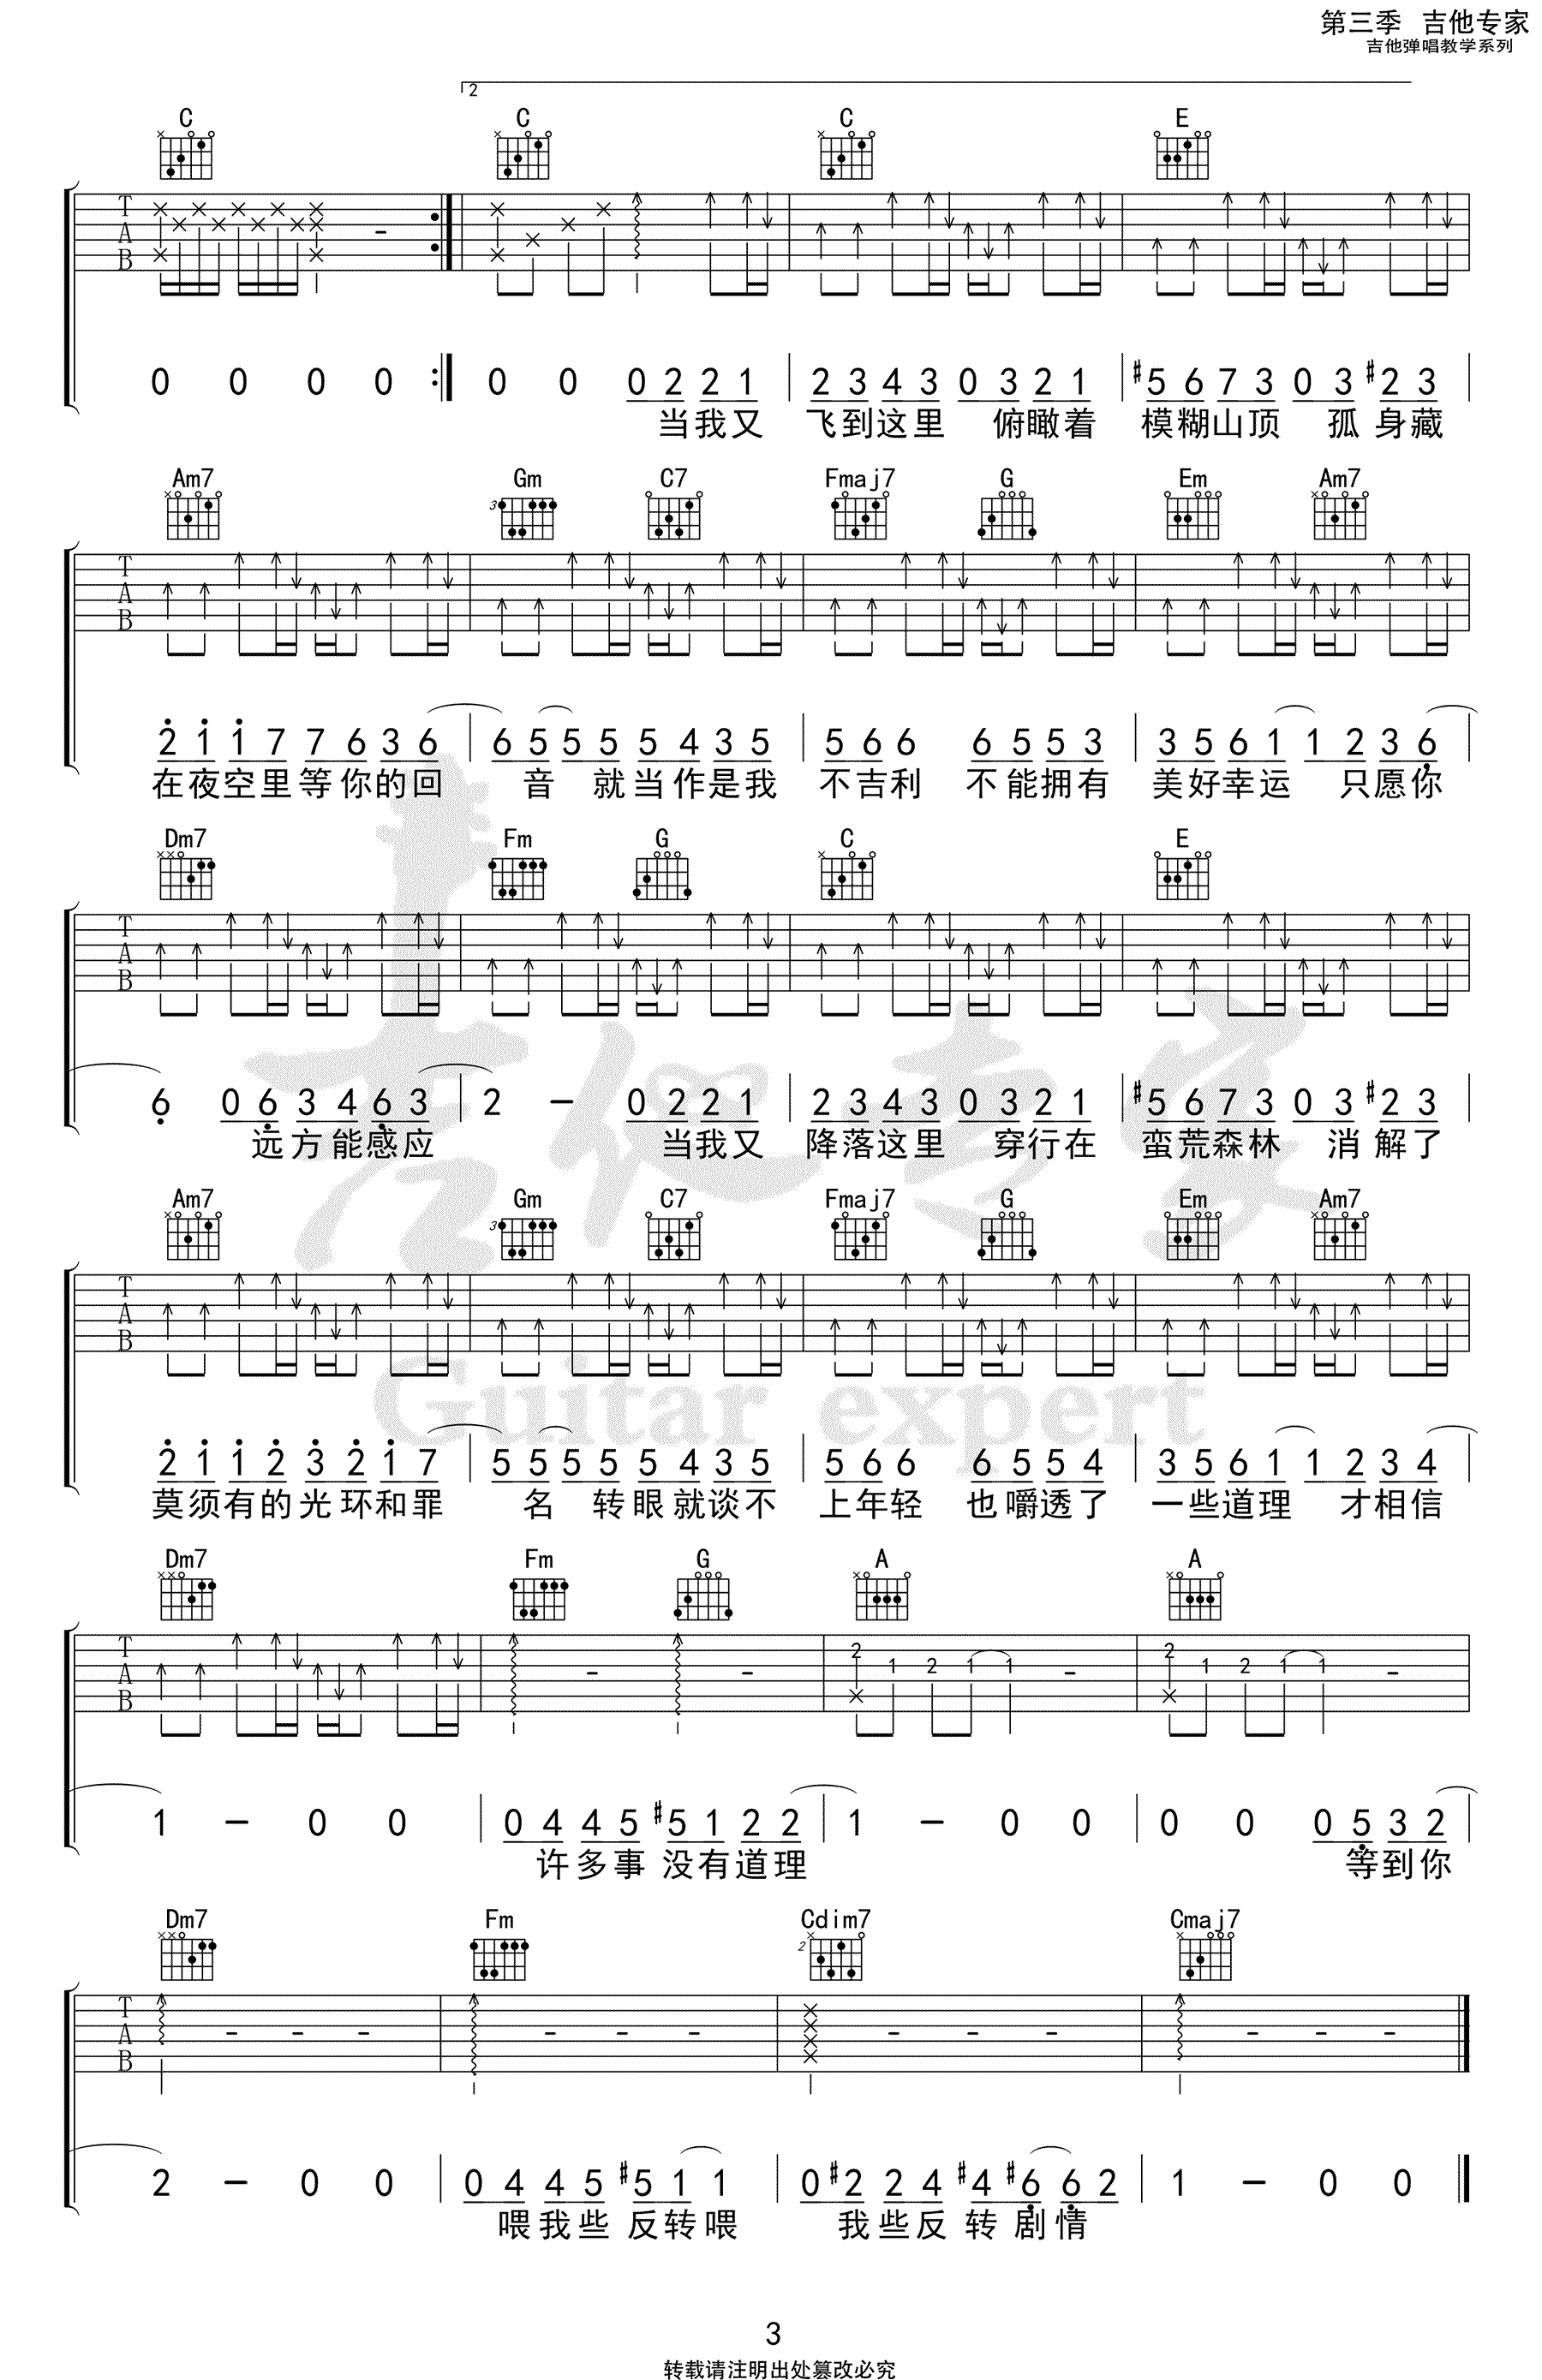 第三季 吉他专家
吉他弹唱教学系列
2
C C C E
T A B
0 0 0 0 0 0 0 2 2 1 2 3 4 3 0 3 2 1 #5 6 7 3 0 3 #2 3
当我又 飞到这里 俯瞰着 模糊山顶 孤 身藏
Am7 Gm C7 Fmaj7 G Em Am7
3
T A B
2 1 1 7 7 6 3 6 6 5 5 5 5 4 3 5 5 6 6 6 5 5 3 3 5 6 1 1 2 3 6
在夜空里等你的回 音 就当作是我 不吉利 不能拥有 美好幸运 只愿你
Dm7 Fm G C E
T A B
6 0 6 3 4 6 3 2 - 0 2 2 1 2 3 4 3 0 3 2 1 #5 6 7 3 0 3 #2 3
远方能感应 当我又 降落这里 穿行在 蛮荒森林 消 解了
Am7 Gm C7 Fmaj7 G Em Am7
3
T A B
2 1 1 2 3 2 1 7 5 5 5 5 5 4 3 5 5 6 6 6 5 5 4 3 5 6 1 1 2 3 4
莫须有的光环和罪 名 转眼就谈不 上年轻 也嚼透了 一些道理 才相信
Dm7 Fm G A A
T A B
2 1 2 1 1 - 2 1 2 1 1 -
1 - 0 0 0 4 4 5 #5 1 2 2 1 - 0 0 0 0 0 5 3 2
许多事 没有道理 等到你
Dm7 Fm Cdim7 Cmaj7
2
T A B
2 - 0 0 0 4 4 5 #5 1 1 0 #2 2 4 #4 #6 6 2 1 - 0 0
喂我些 反转喂 我些反 转 剧情
吉他专家
Guitar expert
3
转载请注明出处篡改必究